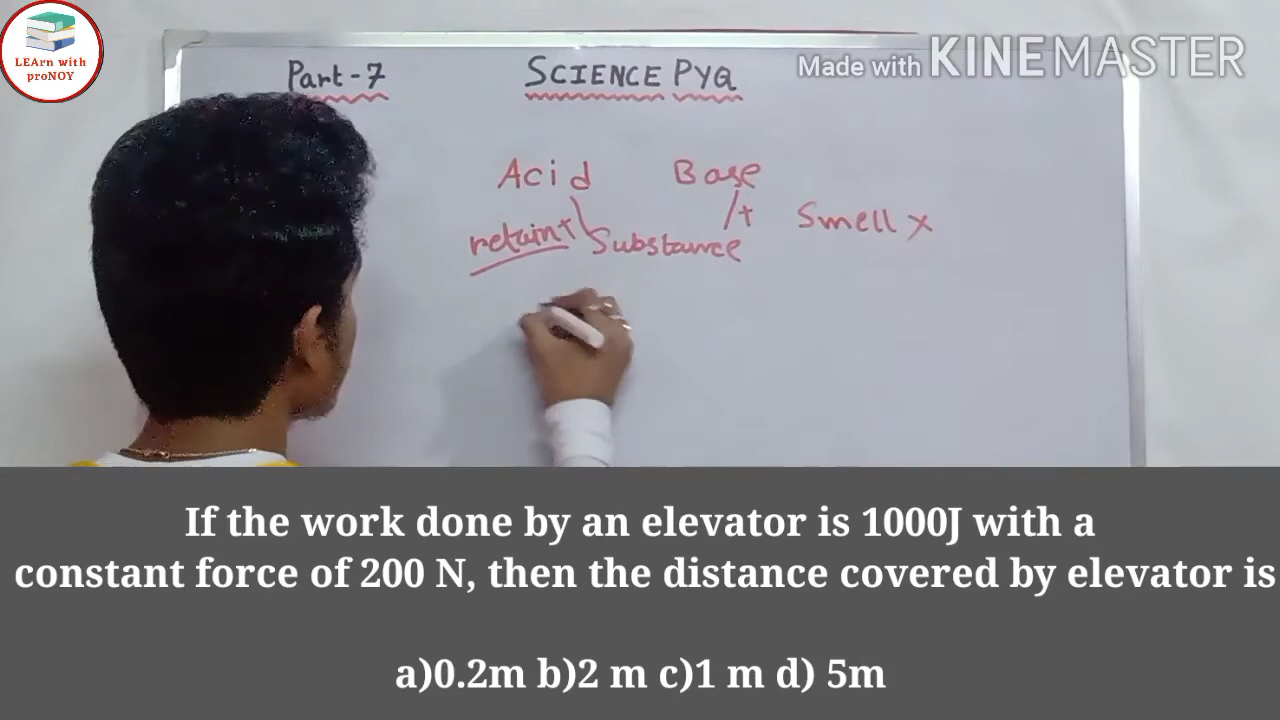 LEArn with
proNOY
Made with KINEMASTER
Part-7
SCIENCE PYQ
Acid Base
Smell x
retain
Substance
If the work done by an elevator is 1000J with a
constant force of 200 N, then the distance covered by elevator is
a)0.2m b)2 m c)1 m d) 5m